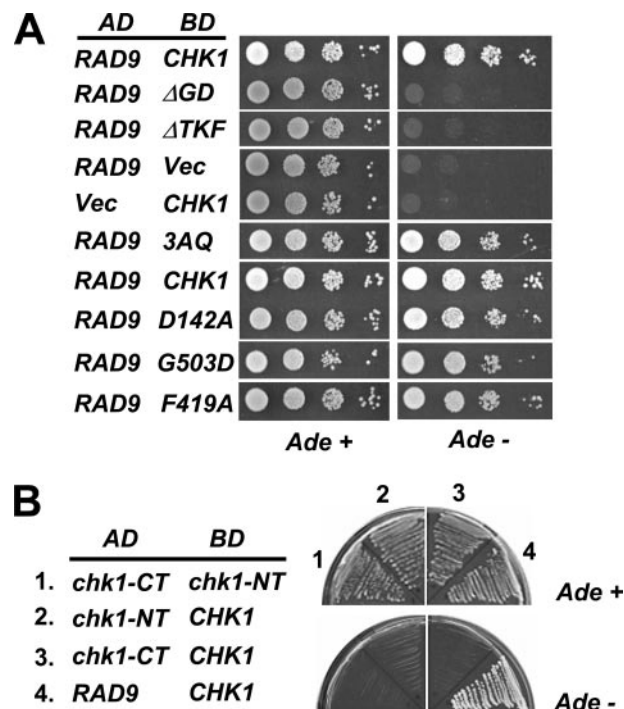 A
AD BD
RAD9 CHK1
RAD9 ΔGD
RAD9 ΔTKF
RAD9 Vec
Vec CHK1
RAD9 3AQ
RAD9 CHK1
RAD9 D142A
RAD9 G503D
RAD9 F419A
Ade + Ade -
B
AD BD
1. chk1-CT chk1-NT
2. chk1-NT CHK1
3. chk1-CT CHK1
4. RAD9 CHK1
1 2 3 4
Ade +
Ade -